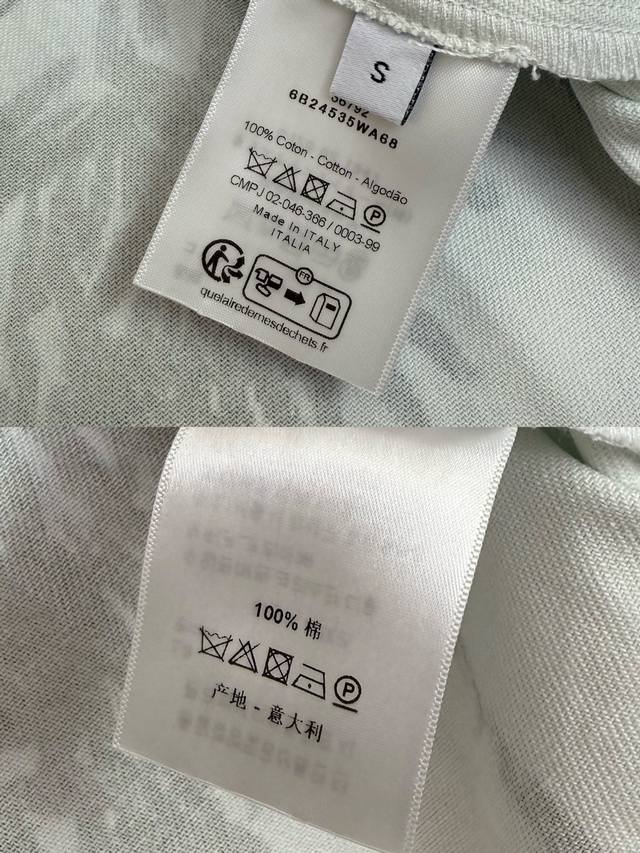 S
6B24535WA68
100% Coton - Cotton - Algodão
P
CMPJ 02-046-366 / 0003-99
Made in ITALY
ITALIA
FR
quelairedemesdechets.fr
100% 棉
P
产地 - 意大利